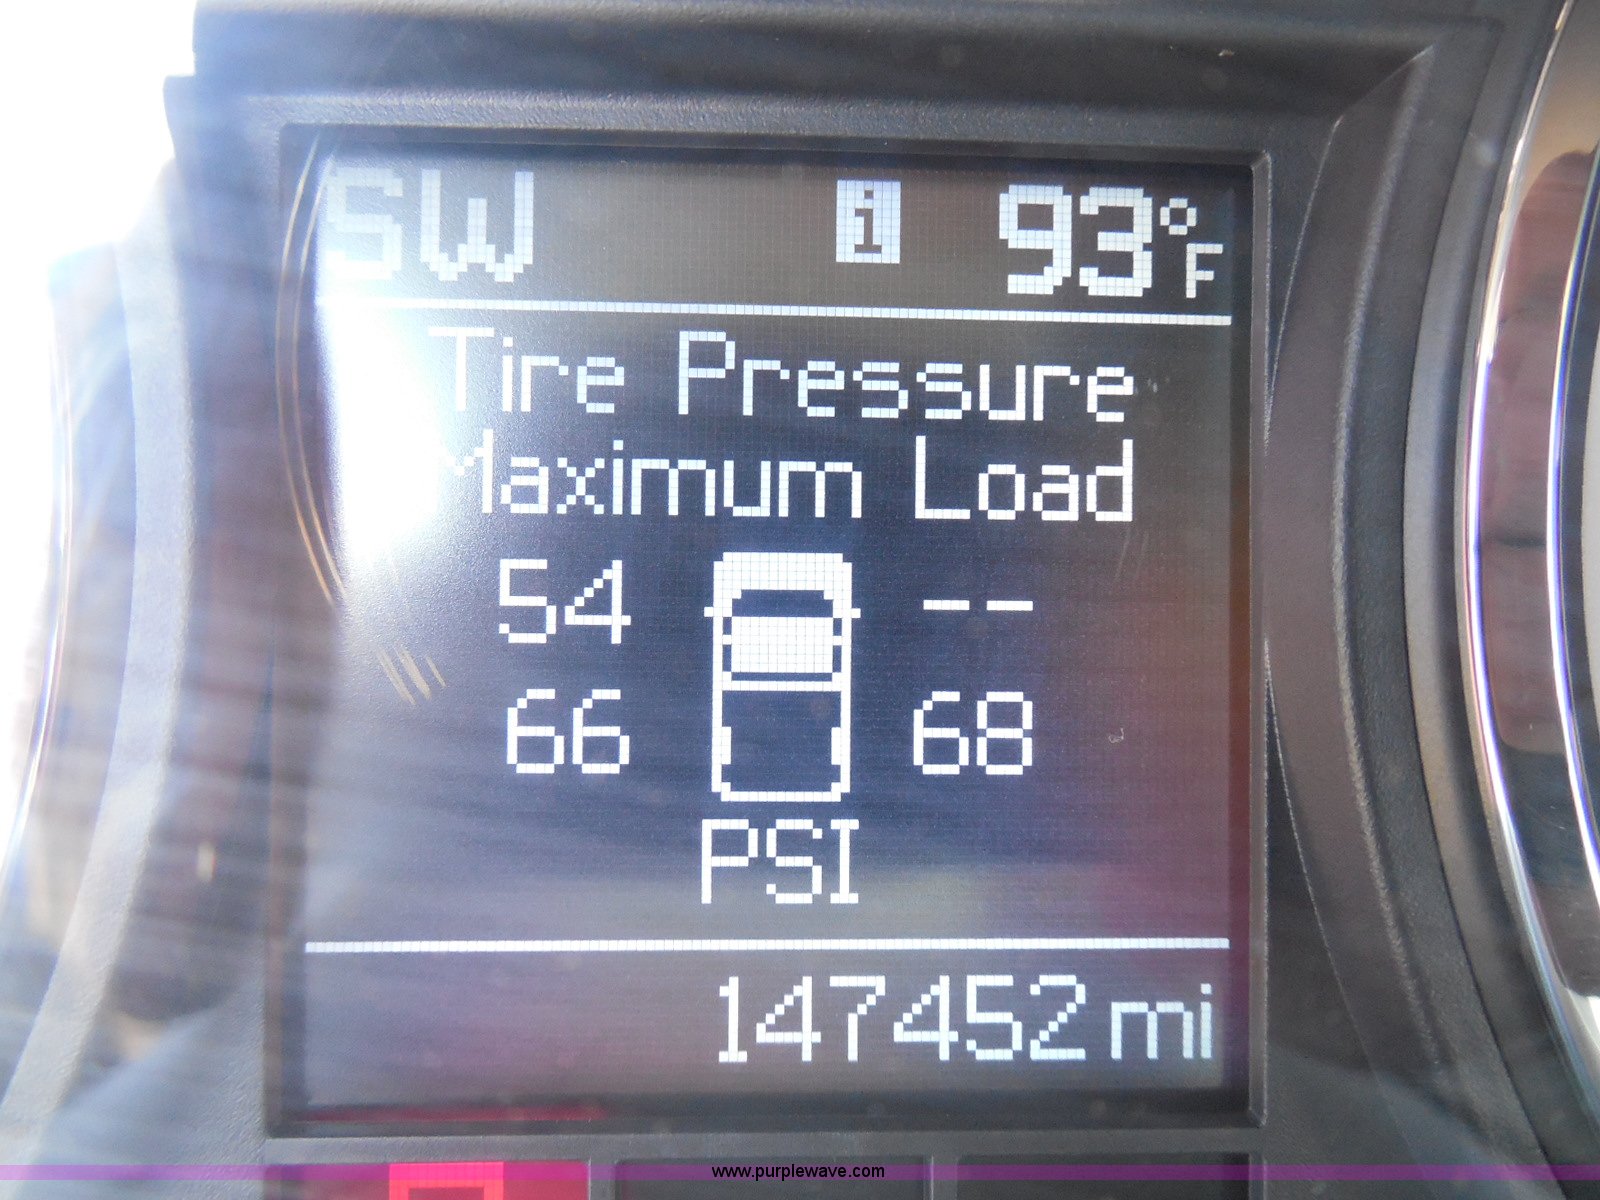 SW i 93°F
Tire Pressure
Maximum Load
54 --
66 68
PSI
147452 mi
www.purplewave.com